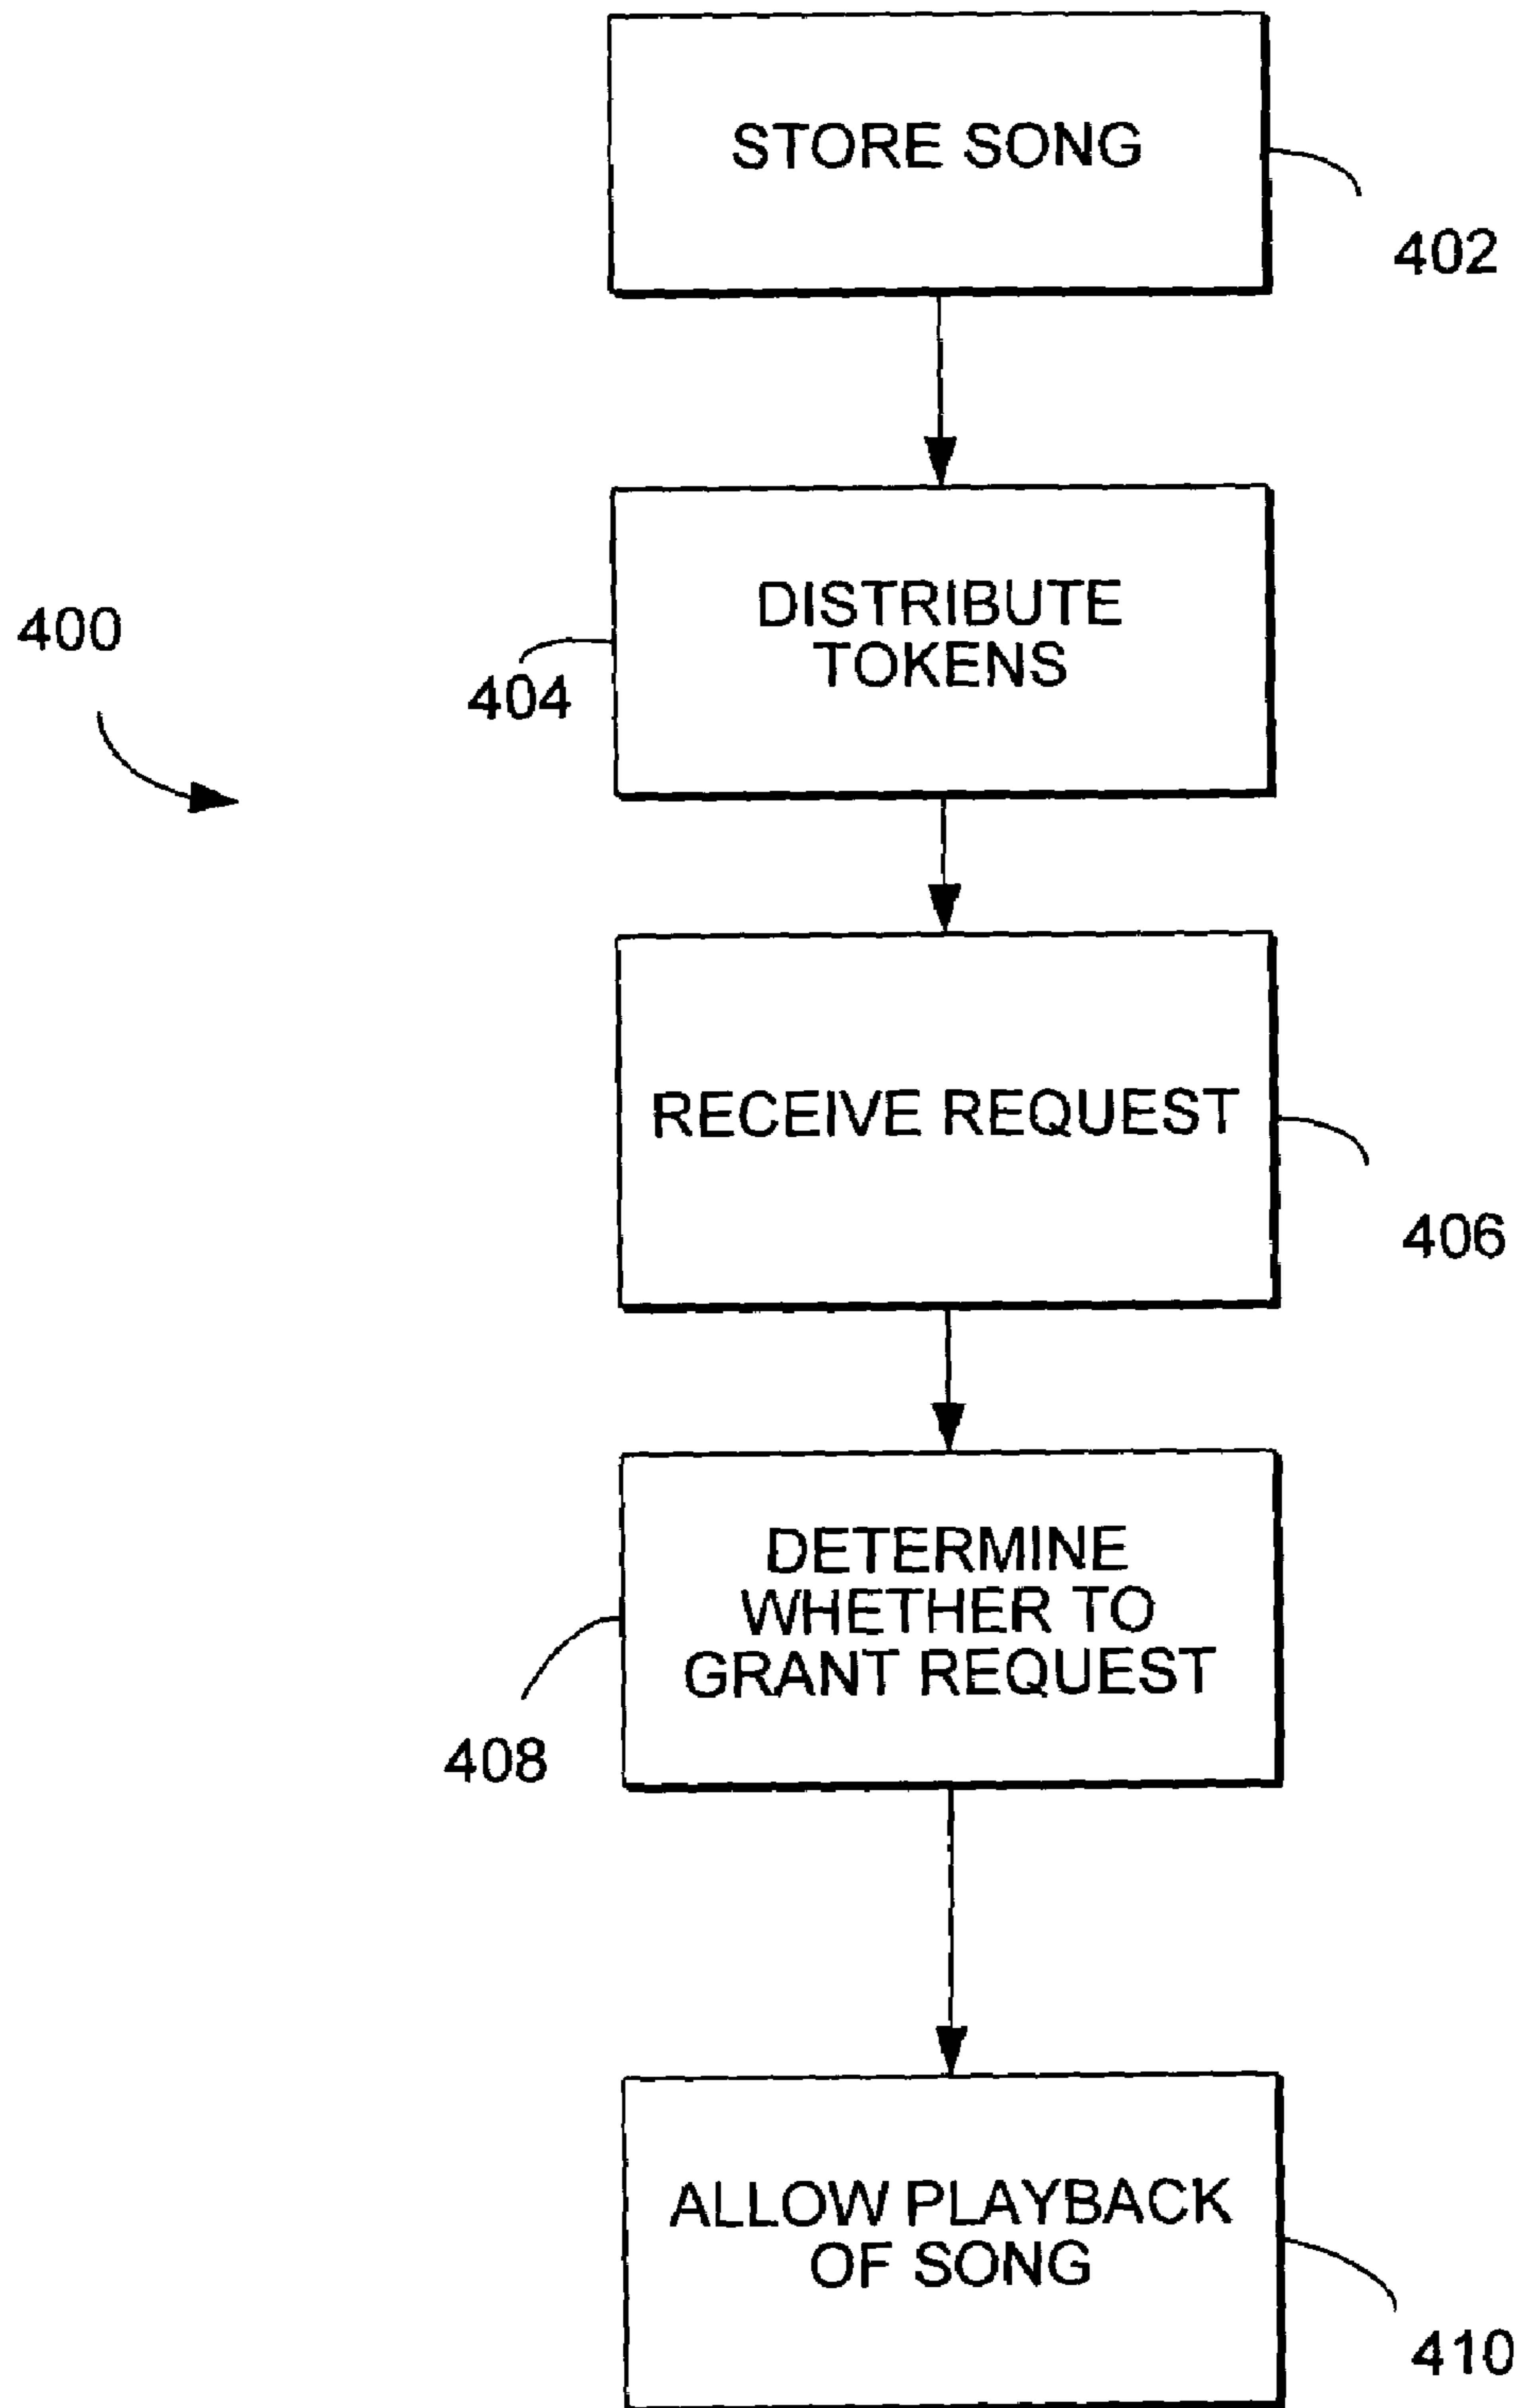 STORE SONG
402
400
DISTRIBUTE
TOKENS
404
RECEIVE REQUEST
406
DETERMINE
WHETHER TO
GRANT REQUEST
408
ALLOW PLAYBACK
OF SONG
410